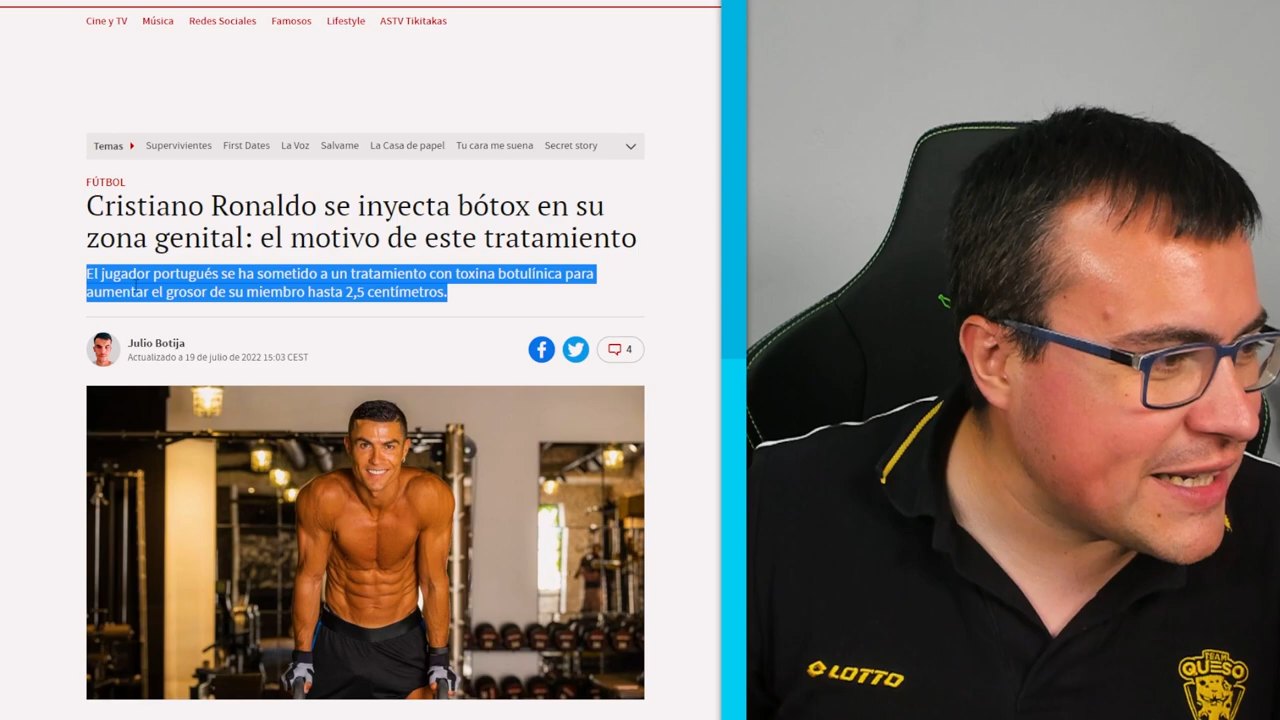 Cine y TV Música Redes Sociales Famosos Lifestyle ASTV Tikitakas
Temas Supervivientes First Dates La Voz Salvame La Casa de papel Tu cara me suena Secret story
FÚTBOL
Cristiano Ronaldo se inyecta bótox en su
zona genital: el motivo de este tratamiento
El jugador portugués se ha sometido a un tratamiento con toxina botulínica para
aumentar el grosor de su miembro hasta 2,5 centímetros.
Julio Botija
Actualizado a 19 de julio de 2022 15:03 CEST
4
LOTTO
TEAM
QUESO